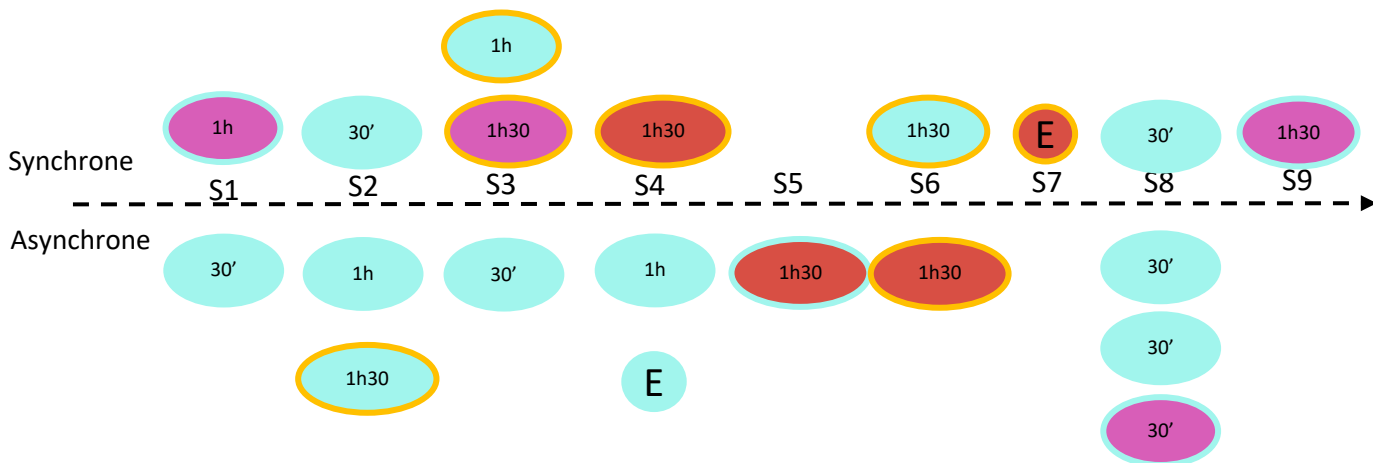 1h
1h 30’ 1h30 1h30 1h30 E 30’ 1h30
Synchrone
S1 S2 S3 S4 S5 S6 S7 S8 S9
Asynchrone
30’ 1h 30’ 1h 1h30 1h30 30’
30’
1h30 E
30’